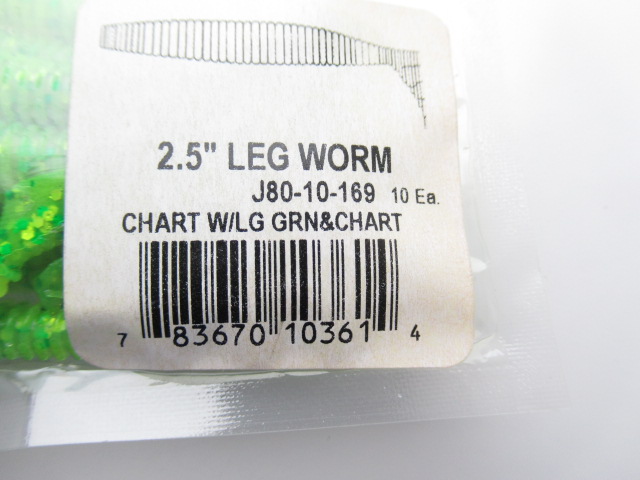 2.5" LEG WORM
J80-10-169 10 Ea.
CHART W/LG GRN&CHART
7 83670 10361 4